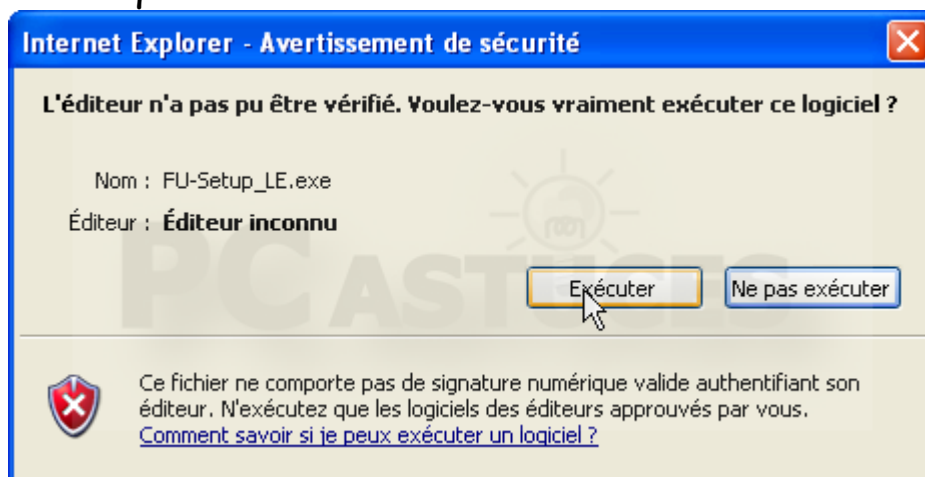 Internet Explorer - Avertissement de sécurité
L'éditeur n'a pas pu être vérifié. Voulez-vous vraiment exécuter ce logiciel ?
Nom : FU-Setup_LE.exe
Éditeur : Éditeur inconnu
PC ASTUCES
Exécuter
Ne pas exécuter
Ce fichier ne comporte pas de signature numérique valide authentifiant son
éditeur. N'exécutez que les logiciels des éditeurs approuvés par vous.
Comment savoir si je peux exécuter un logiciel ?